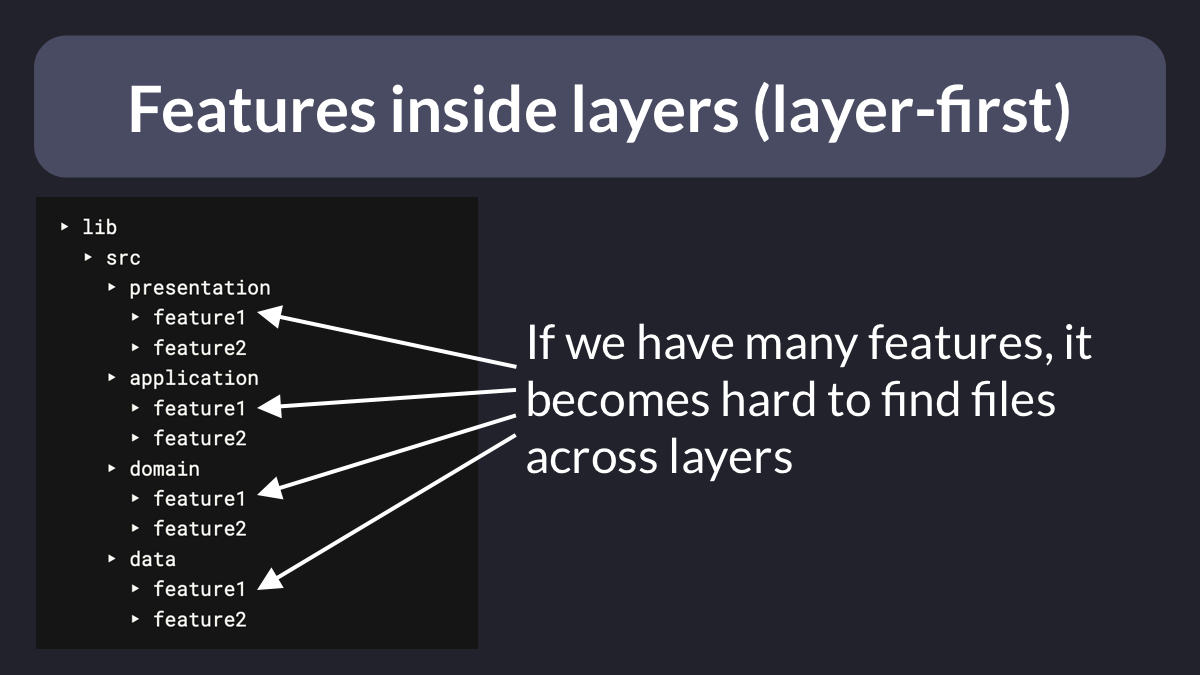 Features inside layers (layer-first)
lib
src
presentation
feature1
feature2
application
feature1
feature2
domain
feature1
feature2
data
feature1
feature2
If we have many features, it
becomes hard to find files
across layers